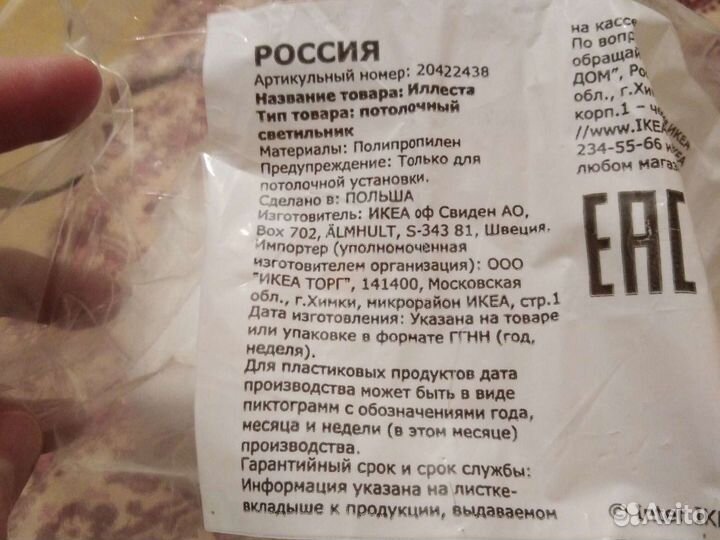 РОССИЯ
Артикульный номер: 20422438
Название товара: Иллеста
Тип товара: потолочный
светильник
Материалы: Полипропилен
Предупреждение: Только для
потолочной установки.
Сделано в: ПОЛЬША
Изготовитель: ИКЕА оф Свиден АО,
Box 702, ÄLMHULT, S-343 81, Швеция.
Импортер (уполномоченная
изготовителем организация): ООО
"ИКЕА ТОРГ", 141400, Московская
обл., г.Химки, микрорайон ИКЕА, стр.1
Дата изготовления: Указана на товаре
или упаковке в формате ГГНН (год,
неделя).
Для пластиковых продуктов дата
производства может быть в виде
пиктограмм с обозначениями года,
месяца и недели (в этом месяце)
производства.
Гарантийный срок и срок службы:
Информация указана на листке-
вкладыше к продукции, выдаваемом
на кассе
По вопр
обращай
ДОМ", Рос
обл., г.Хим
корп.1 -
//www.IKEA
234-55-66
любом мага
EAC
© Inter
Avito